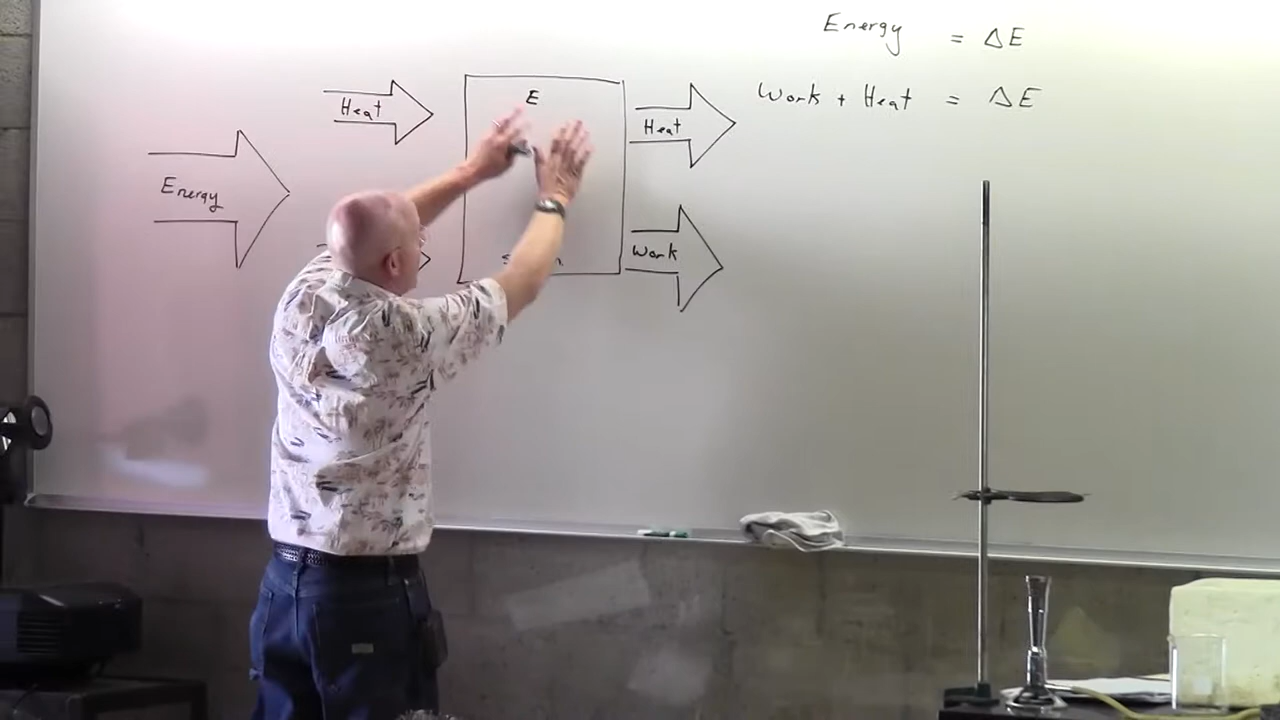 Energy = ΔE
Work + Heat = ΔE
Heat
E
Heat
Energy
Work